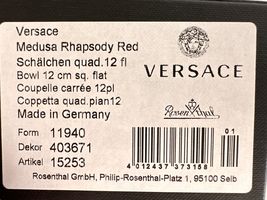 Versace
Medusa Rhapsody Red
Schälchen quad.12 fl
Bowl 12 cm sq. flat
Coupelle carrée 12pl
Coppetta quad.pian12
Made in Germany
VERSACE
Rosenthal
Form 11940
Dekor 403671
Artikel 15253
01
4 012437 373158
Rosenthal GmbH, Philip-Rosenthal-Platz 1, 95100 Selb